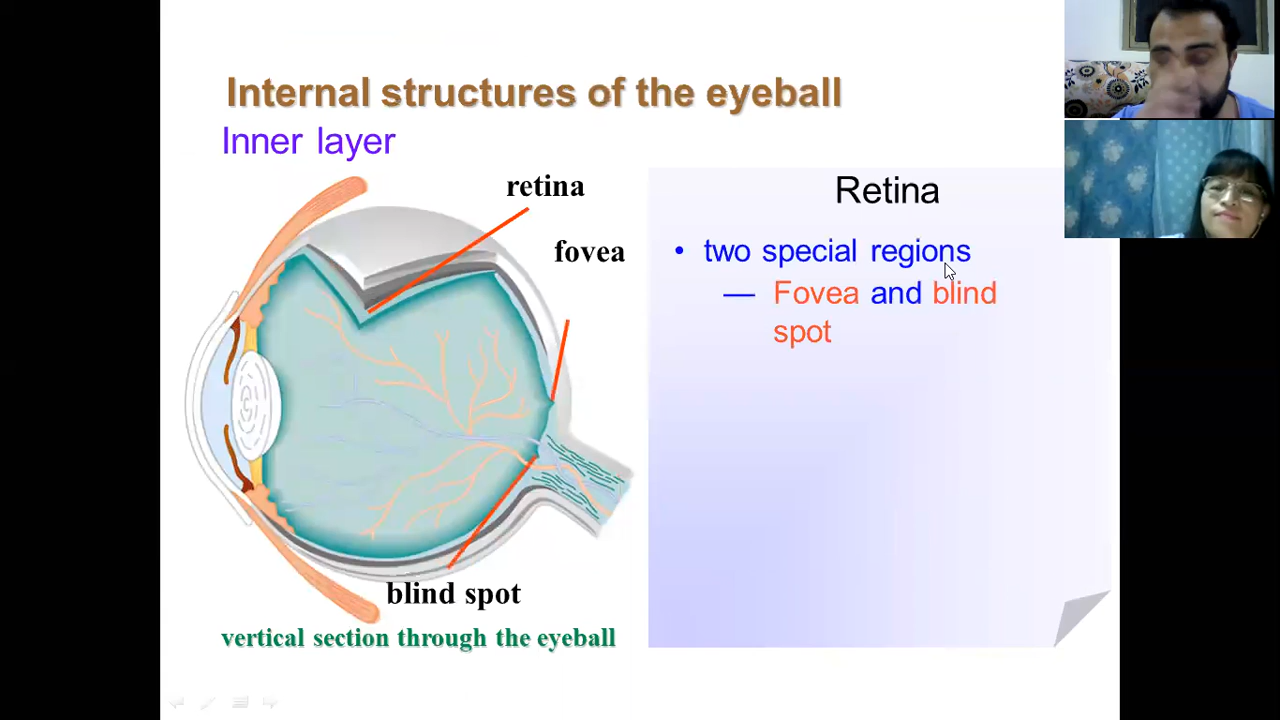 Internal structures of the eyeball
Inner layer
retina
fovea
blind spot
vertical section through the eyeball
Retina
• two special regions
— Fovea and blind
spot